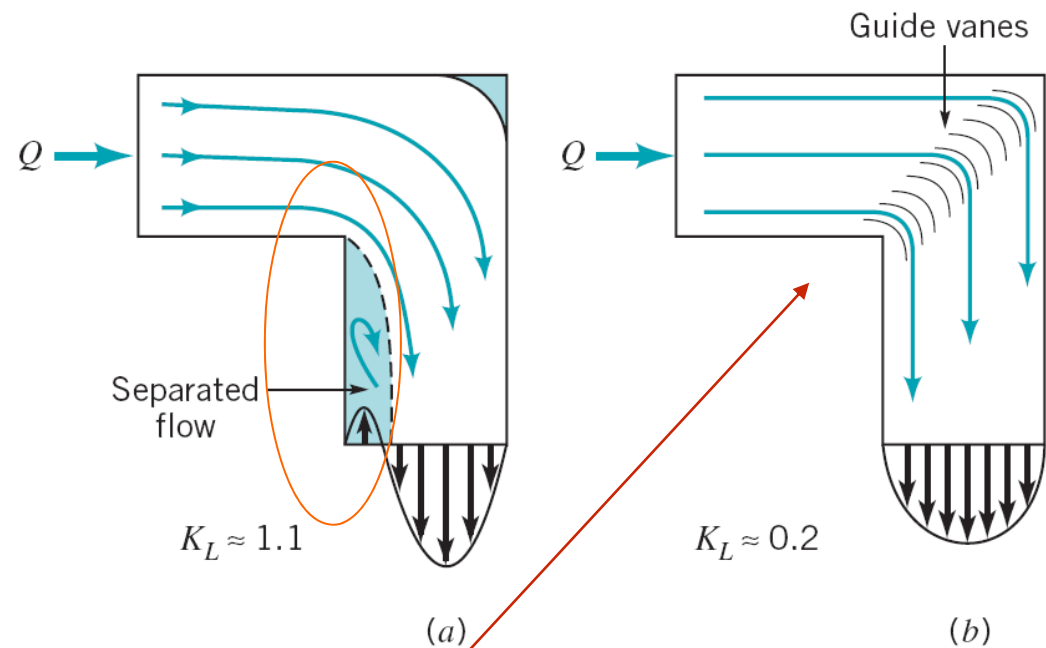 Guide vanes
Q
Q
Separated
flow
K_L ≈ 1.1
K_L ≈ 0.2
(a)
(b)